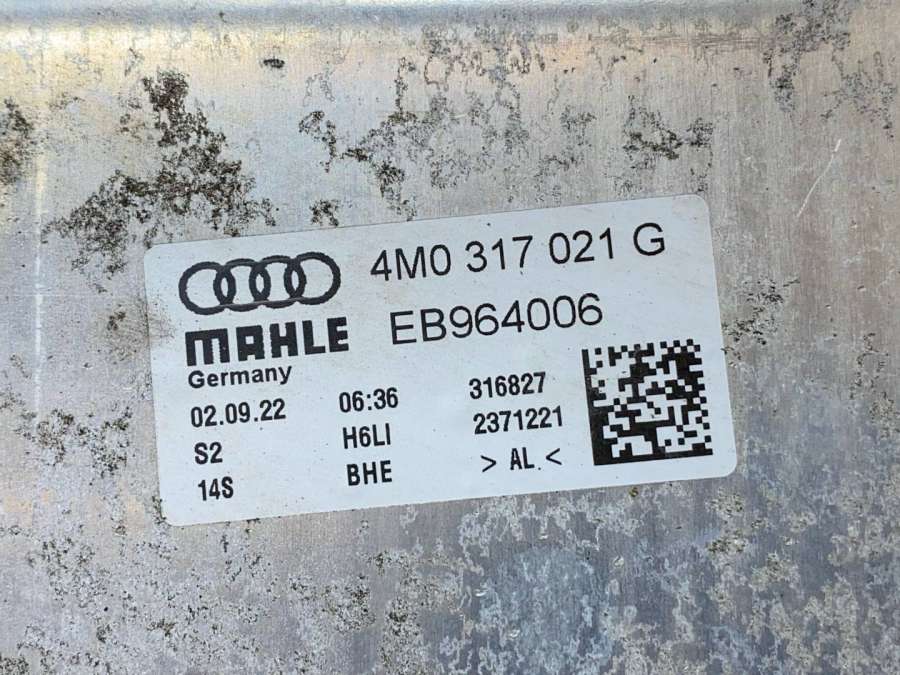 4M0 317 021 G
MAHLE EB964006
Germany
02.09.22 06:36 316827
S2 H6LI 2371221
14S BHE > AL <